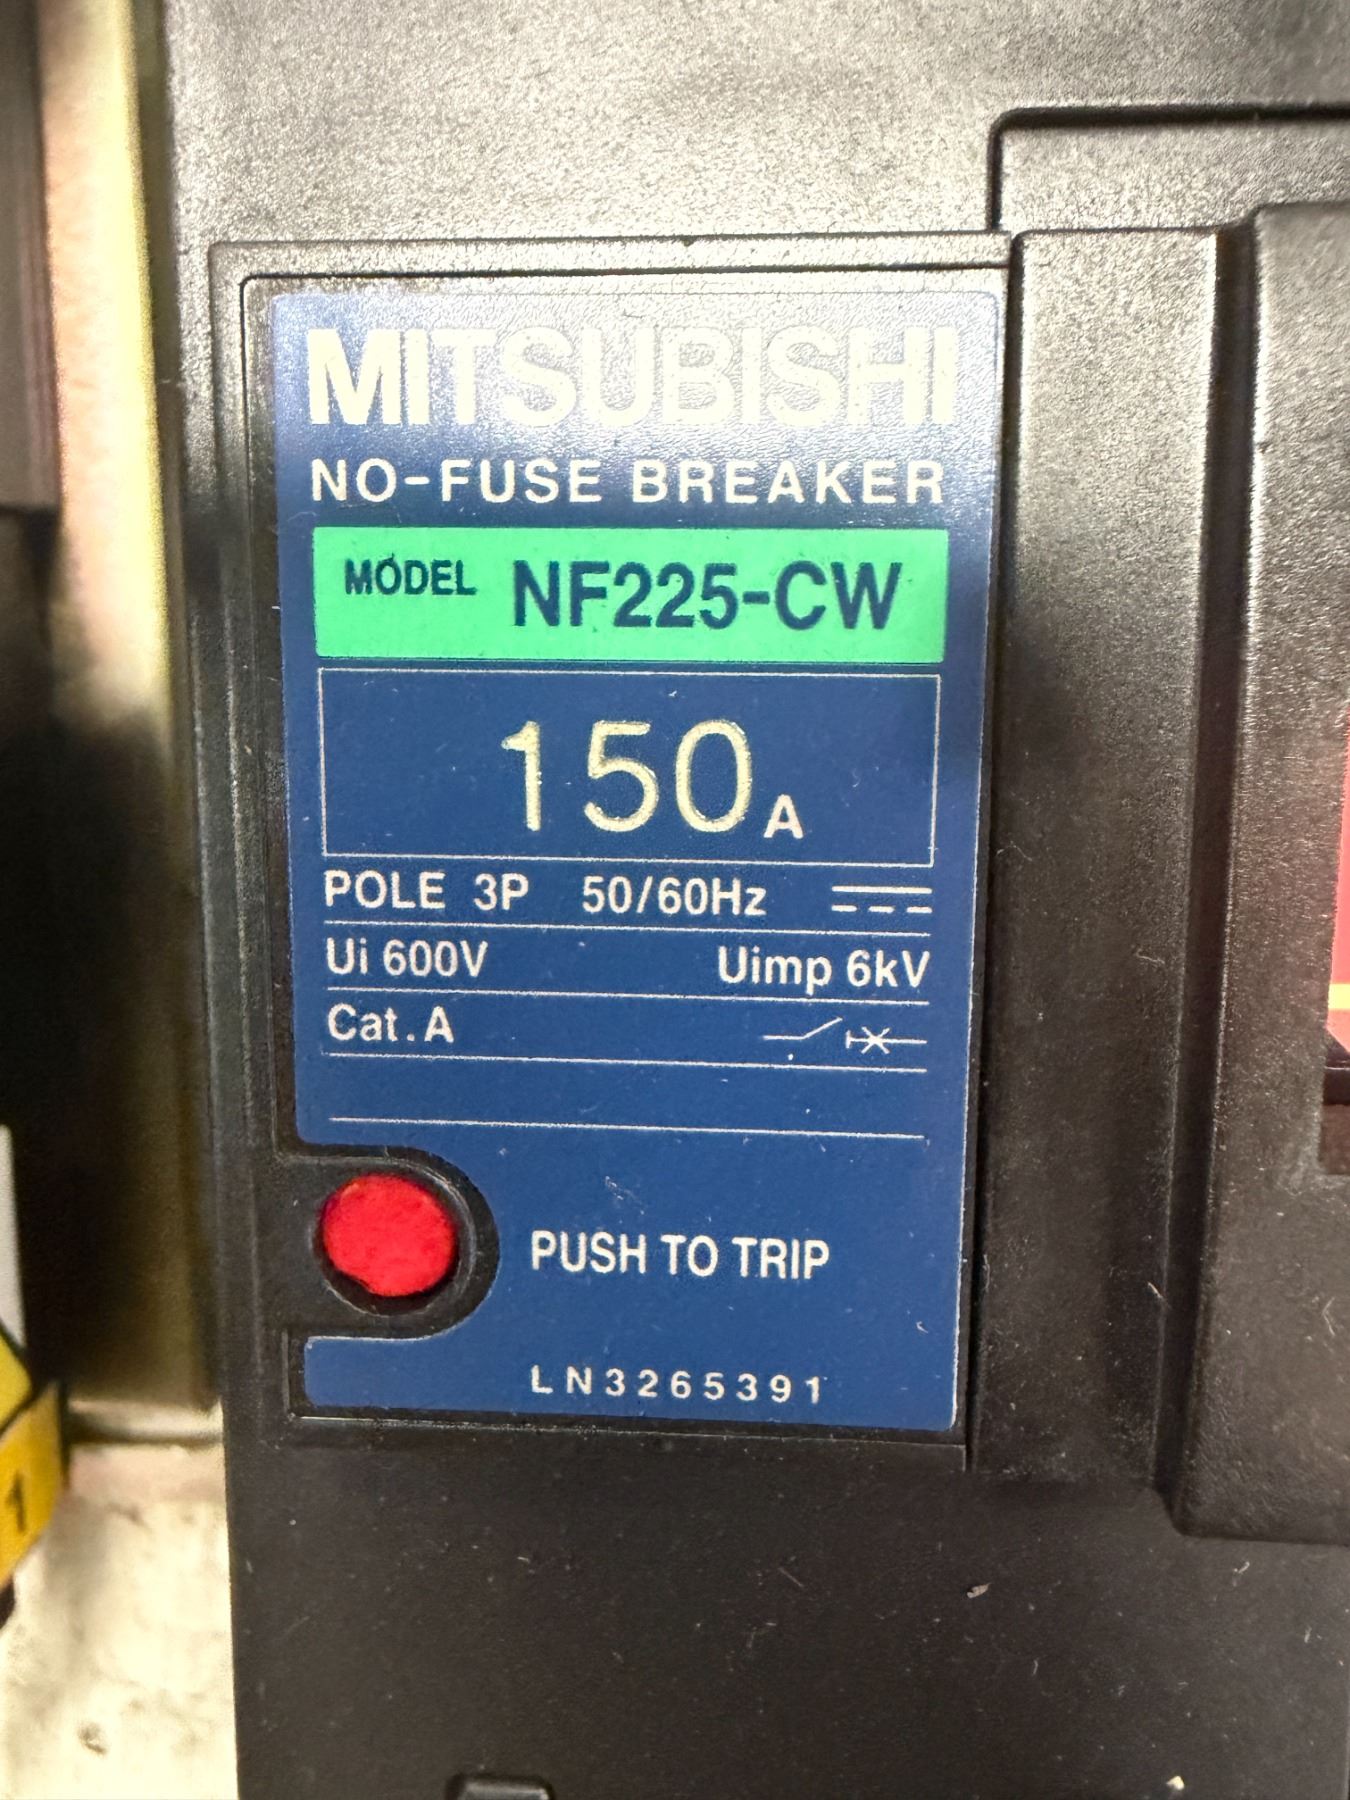 MITSUBISHI
NO-FUSE BREAKER
MODEL NF225-CW
150A
POLE 3P 50/60Hz
Ui 600V Uimp 6kV
Cat.A
PUSH TO TRIP
LN3265391
1